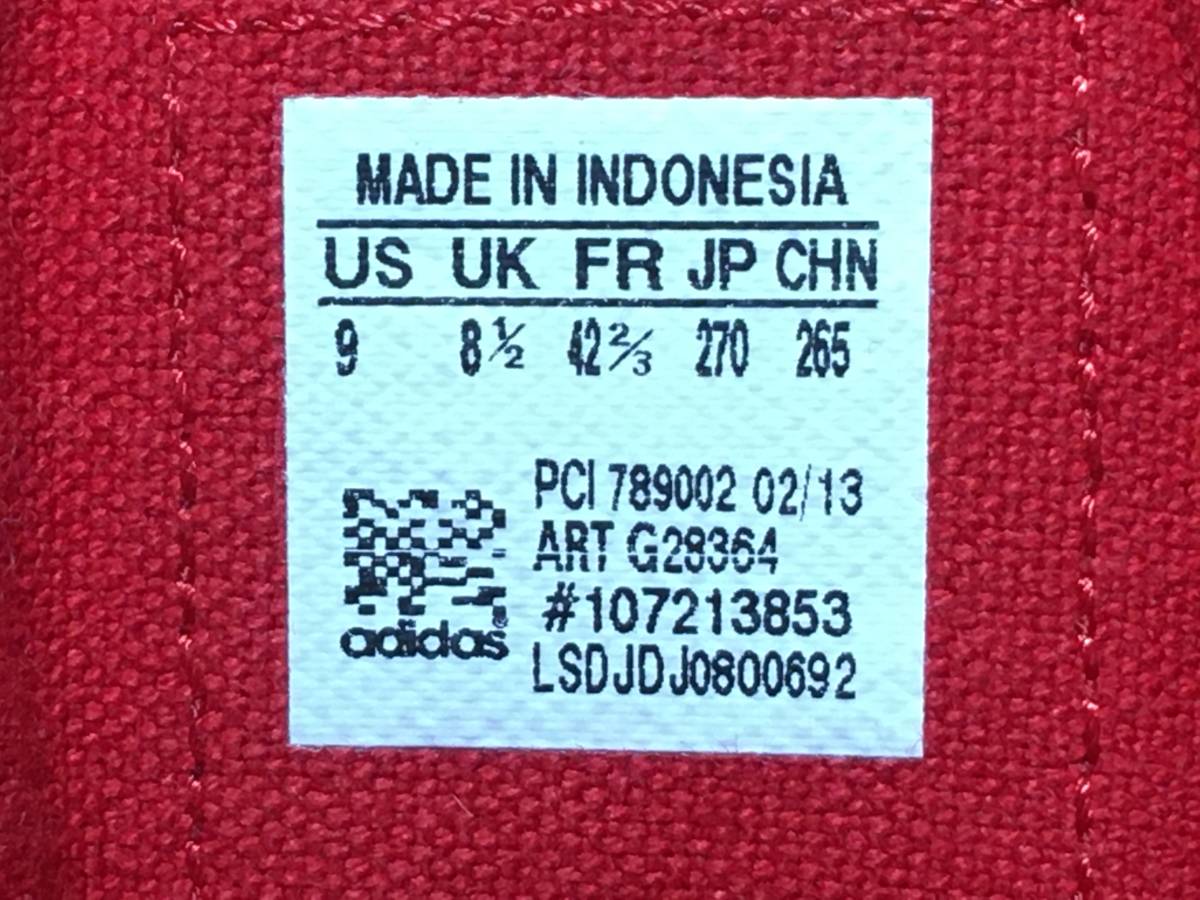 MADE IN INDONESIA
US UK FR JP CHN
9 8½ 42⅔ 270 265
PCI 789002 02/13
ART G28364
#107213853
LSDJDJ0800692
adidas®